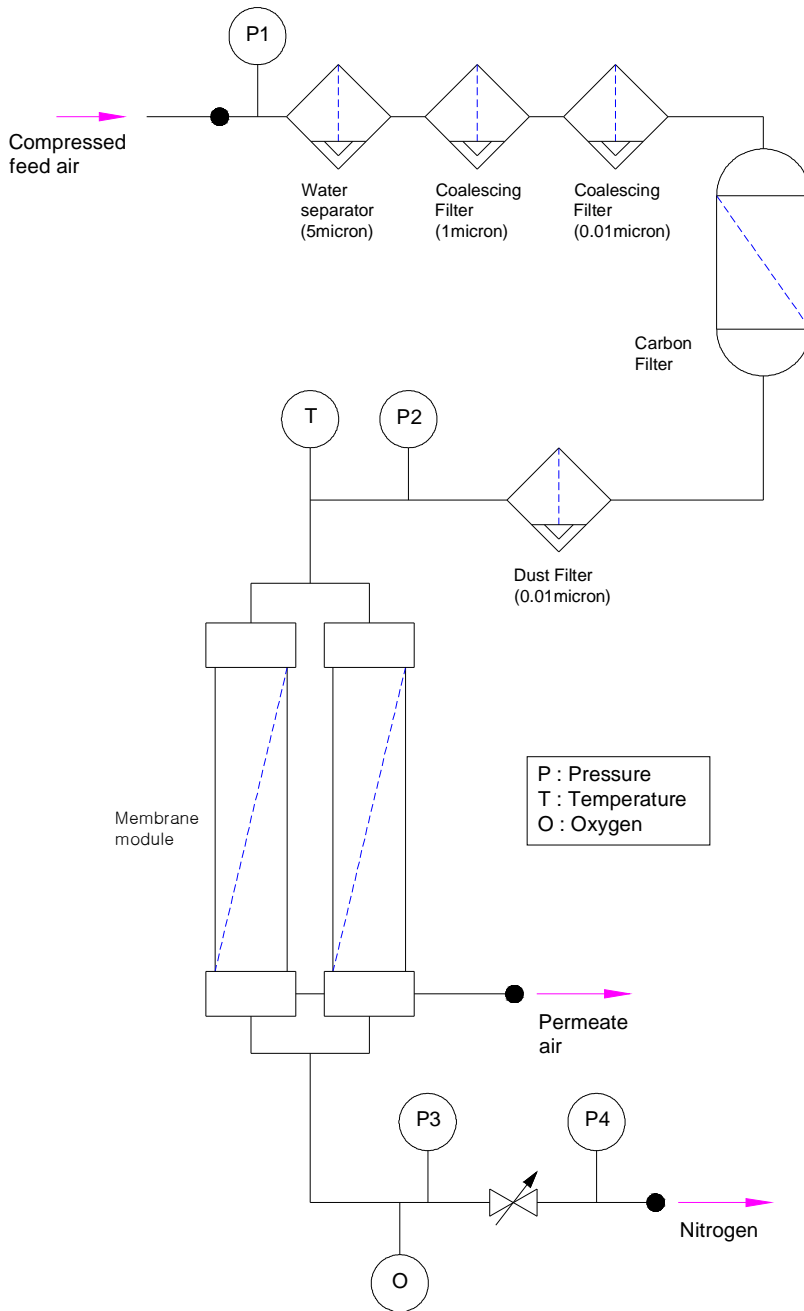 P1
Compressed
feed air
Water
separator
(5micron)
Coalescing
Filter
(1micron)
Coalescing
Filter
(0.01micron)
Carbon
Filter
T
P2
Dust Filter
(0.01micron)
Membrane
module
P : Pressure
T : Temperature
O : Oxygen
Permeate
air
P3
P4
Nitrogen
O